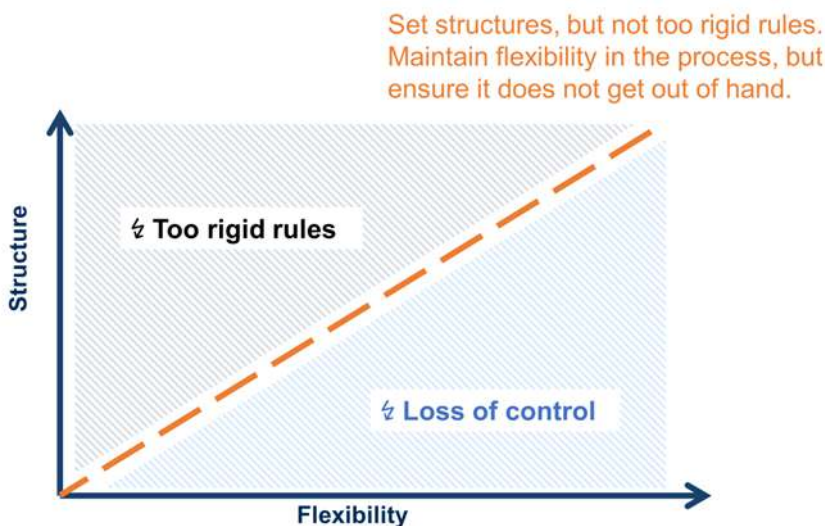 Set structures, but not too rigid rules.
Maintain flexibility in the process, but
ensure it does not get out of hand.
Structure
↯ Too rigid rules
↯ Loss of control
Flexibility